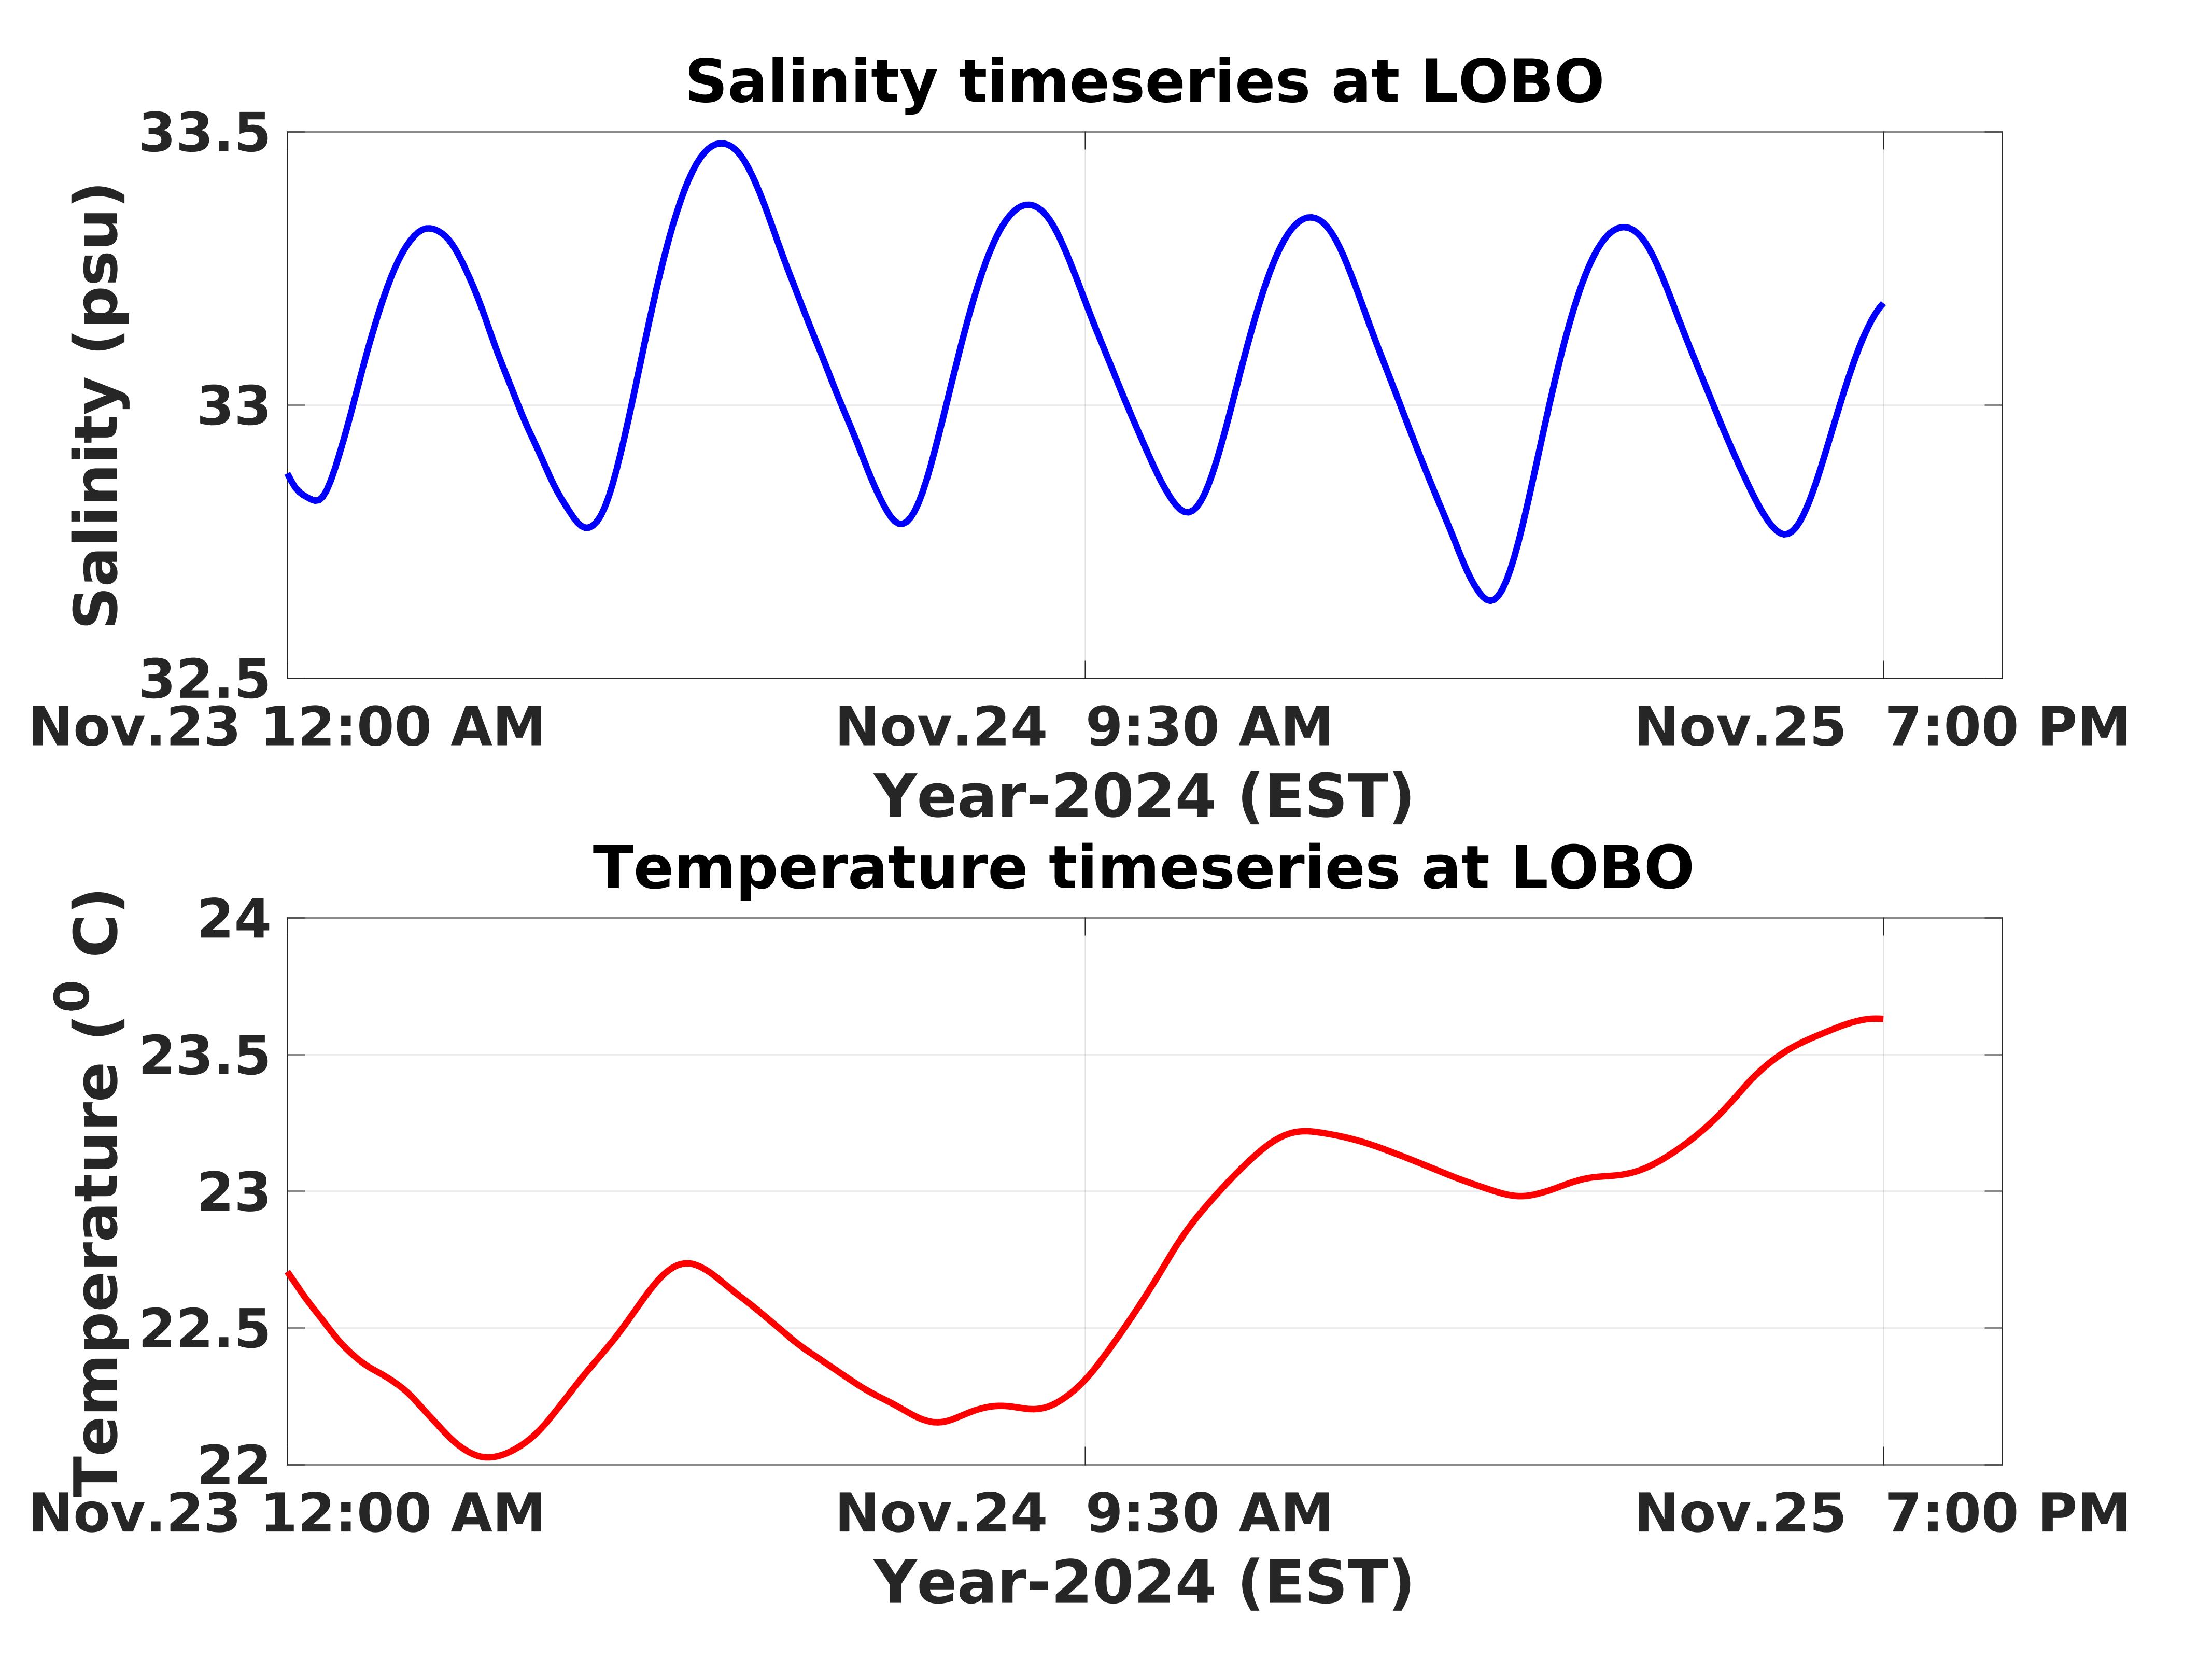 Salinity timeseries at LOBO
33.5
33
32.5
Salinity (psu)
Nov.23 12:00 AM
Nov.24  9:30 AM
Nov.25  7:00 PM
Year-2024 (EST)
Temperature timeseries at LOBO
24
23.5
23
22.5
22
Temperature (⁰ C)
Nov.23 12:00 AM
Nov.24  9:30 AM
Nov.25  7:00 PM
Year-2024 (EST)